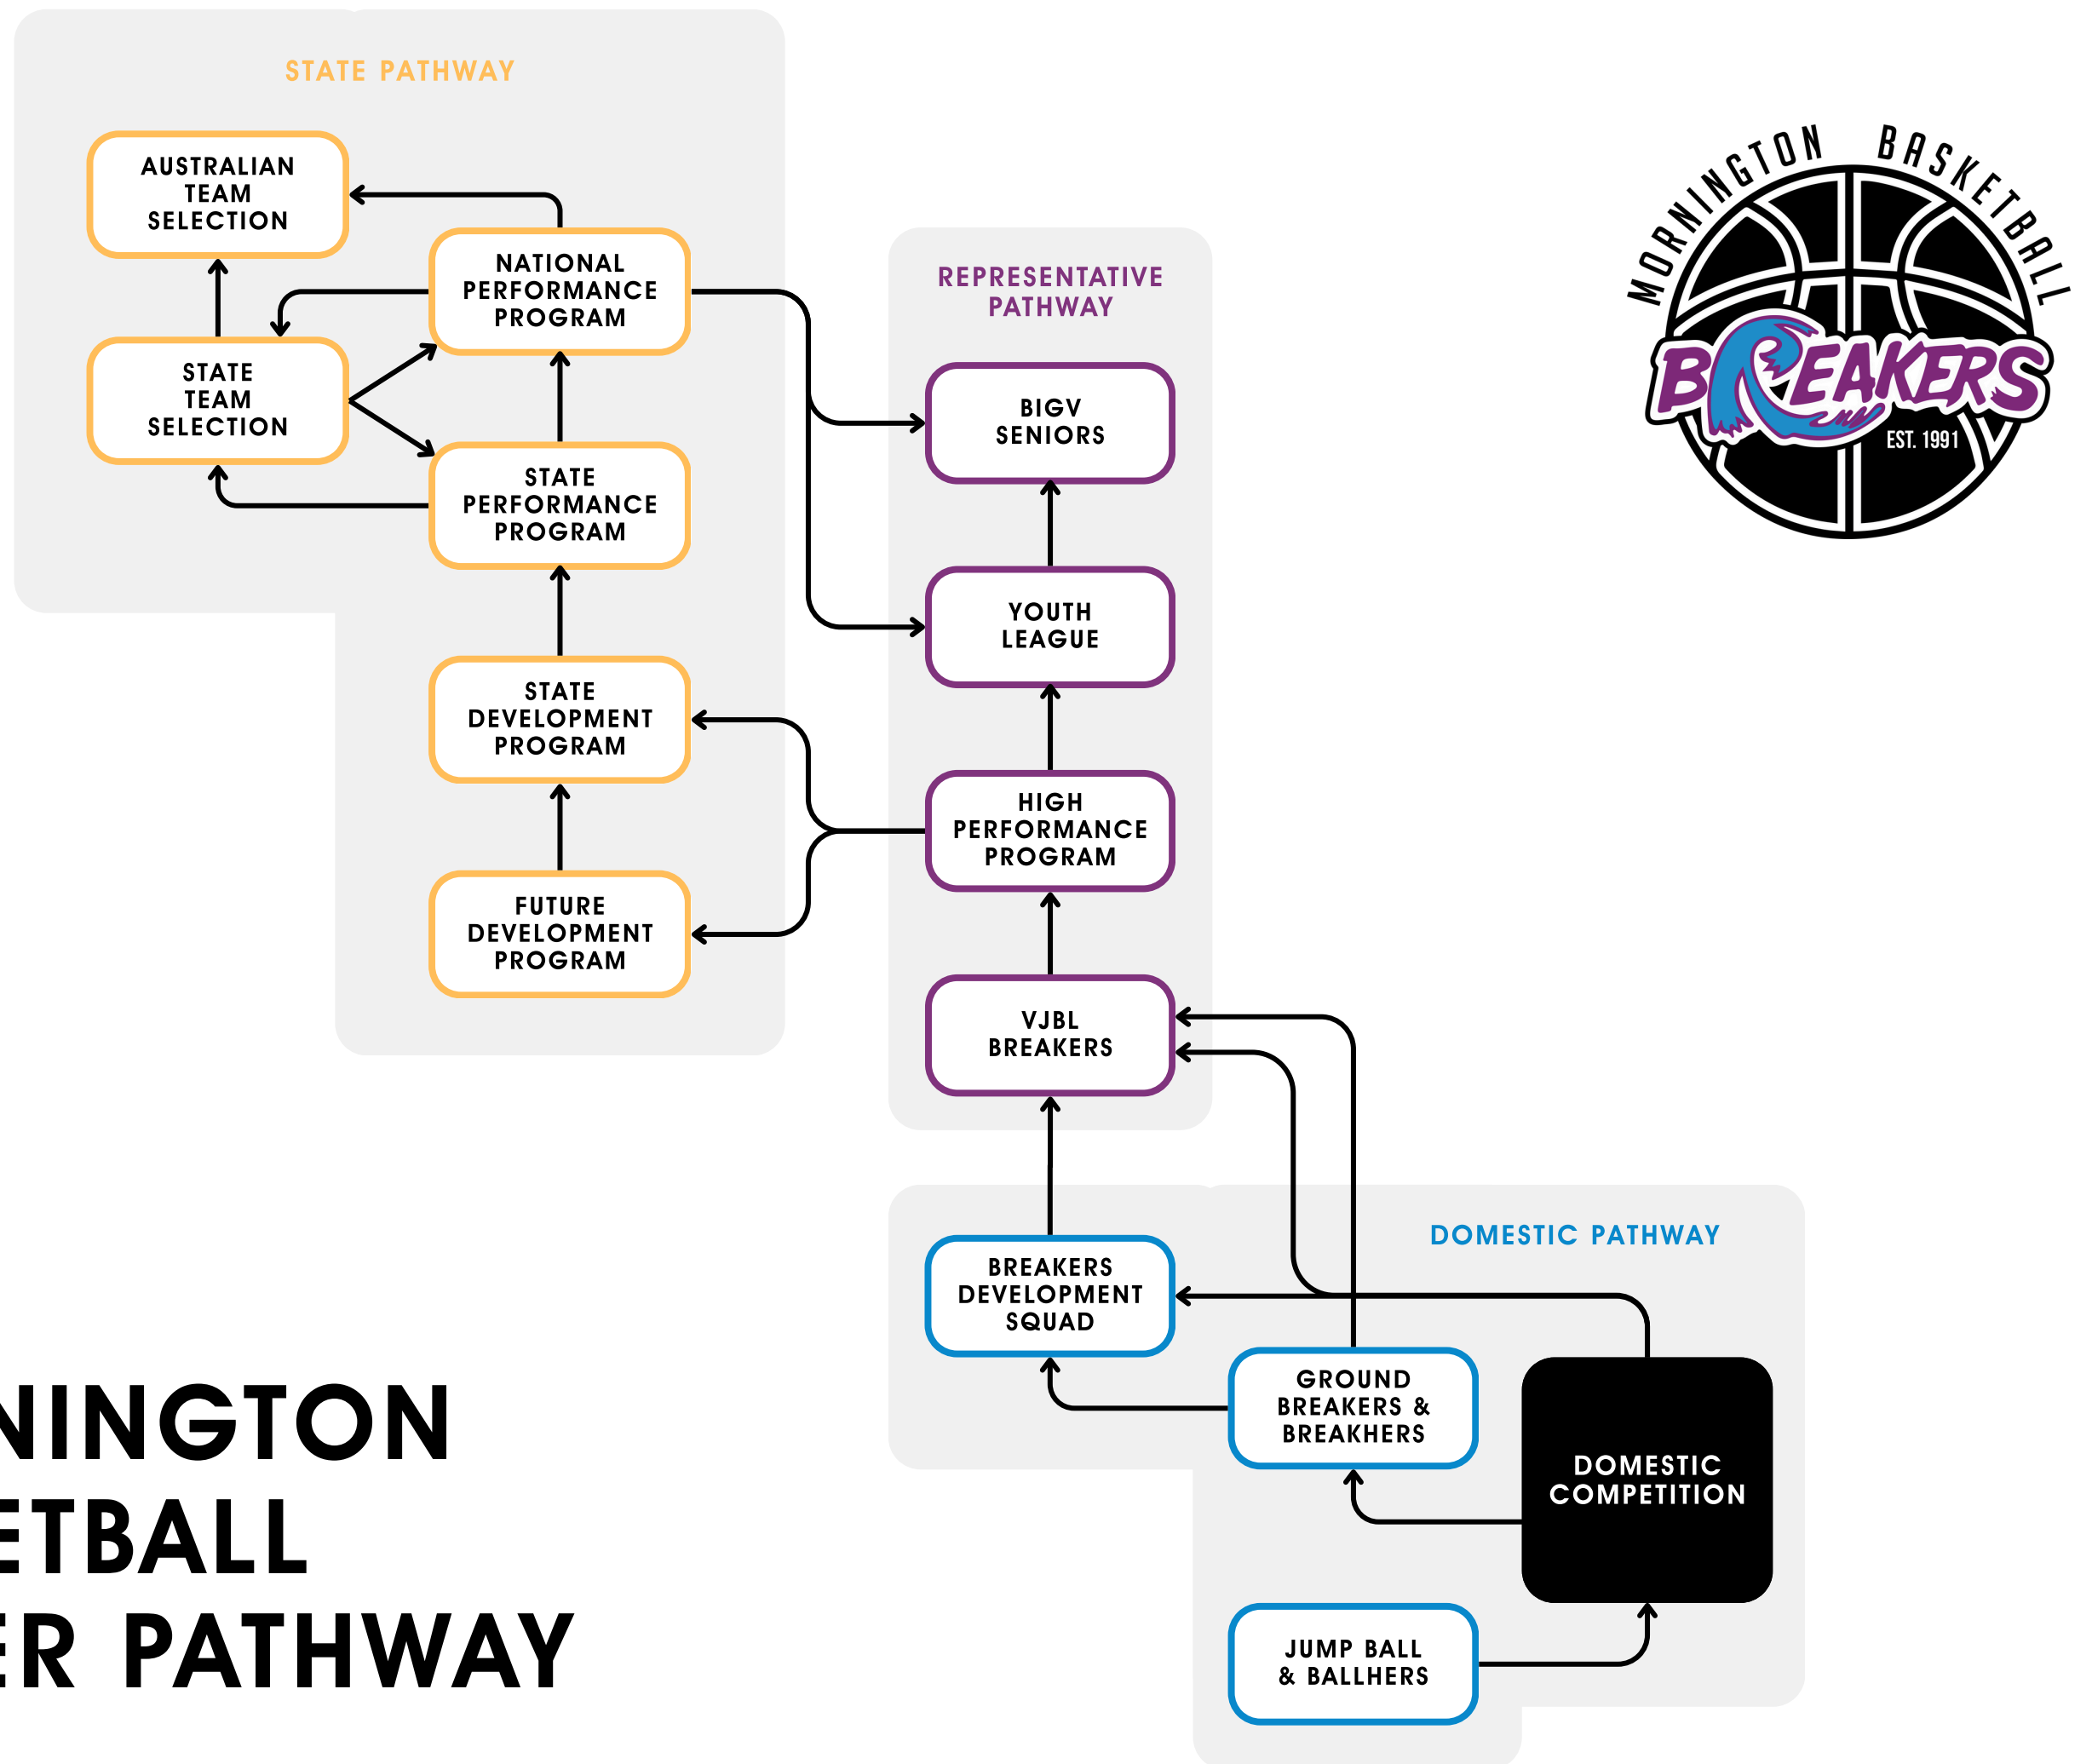 STATE PATHWAY
AUSTRALIAN
TEAM
SELECTION
NATIONAL
PERFORMANCE
PROGRAM
STATE
TEAM
SELECTION
STATE
PERFORMANCE
PROGRAM
STATE
DEVELOPMENT
PROGRAM
FUTURE
DEVELOPMENT
PROGRAM
REPRESENTATIVE
PATHWAY
BIGV
SENIORS
YOUTH
LEAGUE
HIGH
PERFORMANCE
PROGRAM
VJBL
BREAKERS
MORNINGTON BASKETBALL
BREAKERS
EST. 1991
DOMESTIC PATHWAY
BREAKERS
DEVELOPMENT
SQUAD
GROUND
BREAKERS &
BREAKHERS
DOMESTIC
COMPETITION
JUMP BALL
& BALLHERS
NINGTON
ETBALL
ER PATHWAY